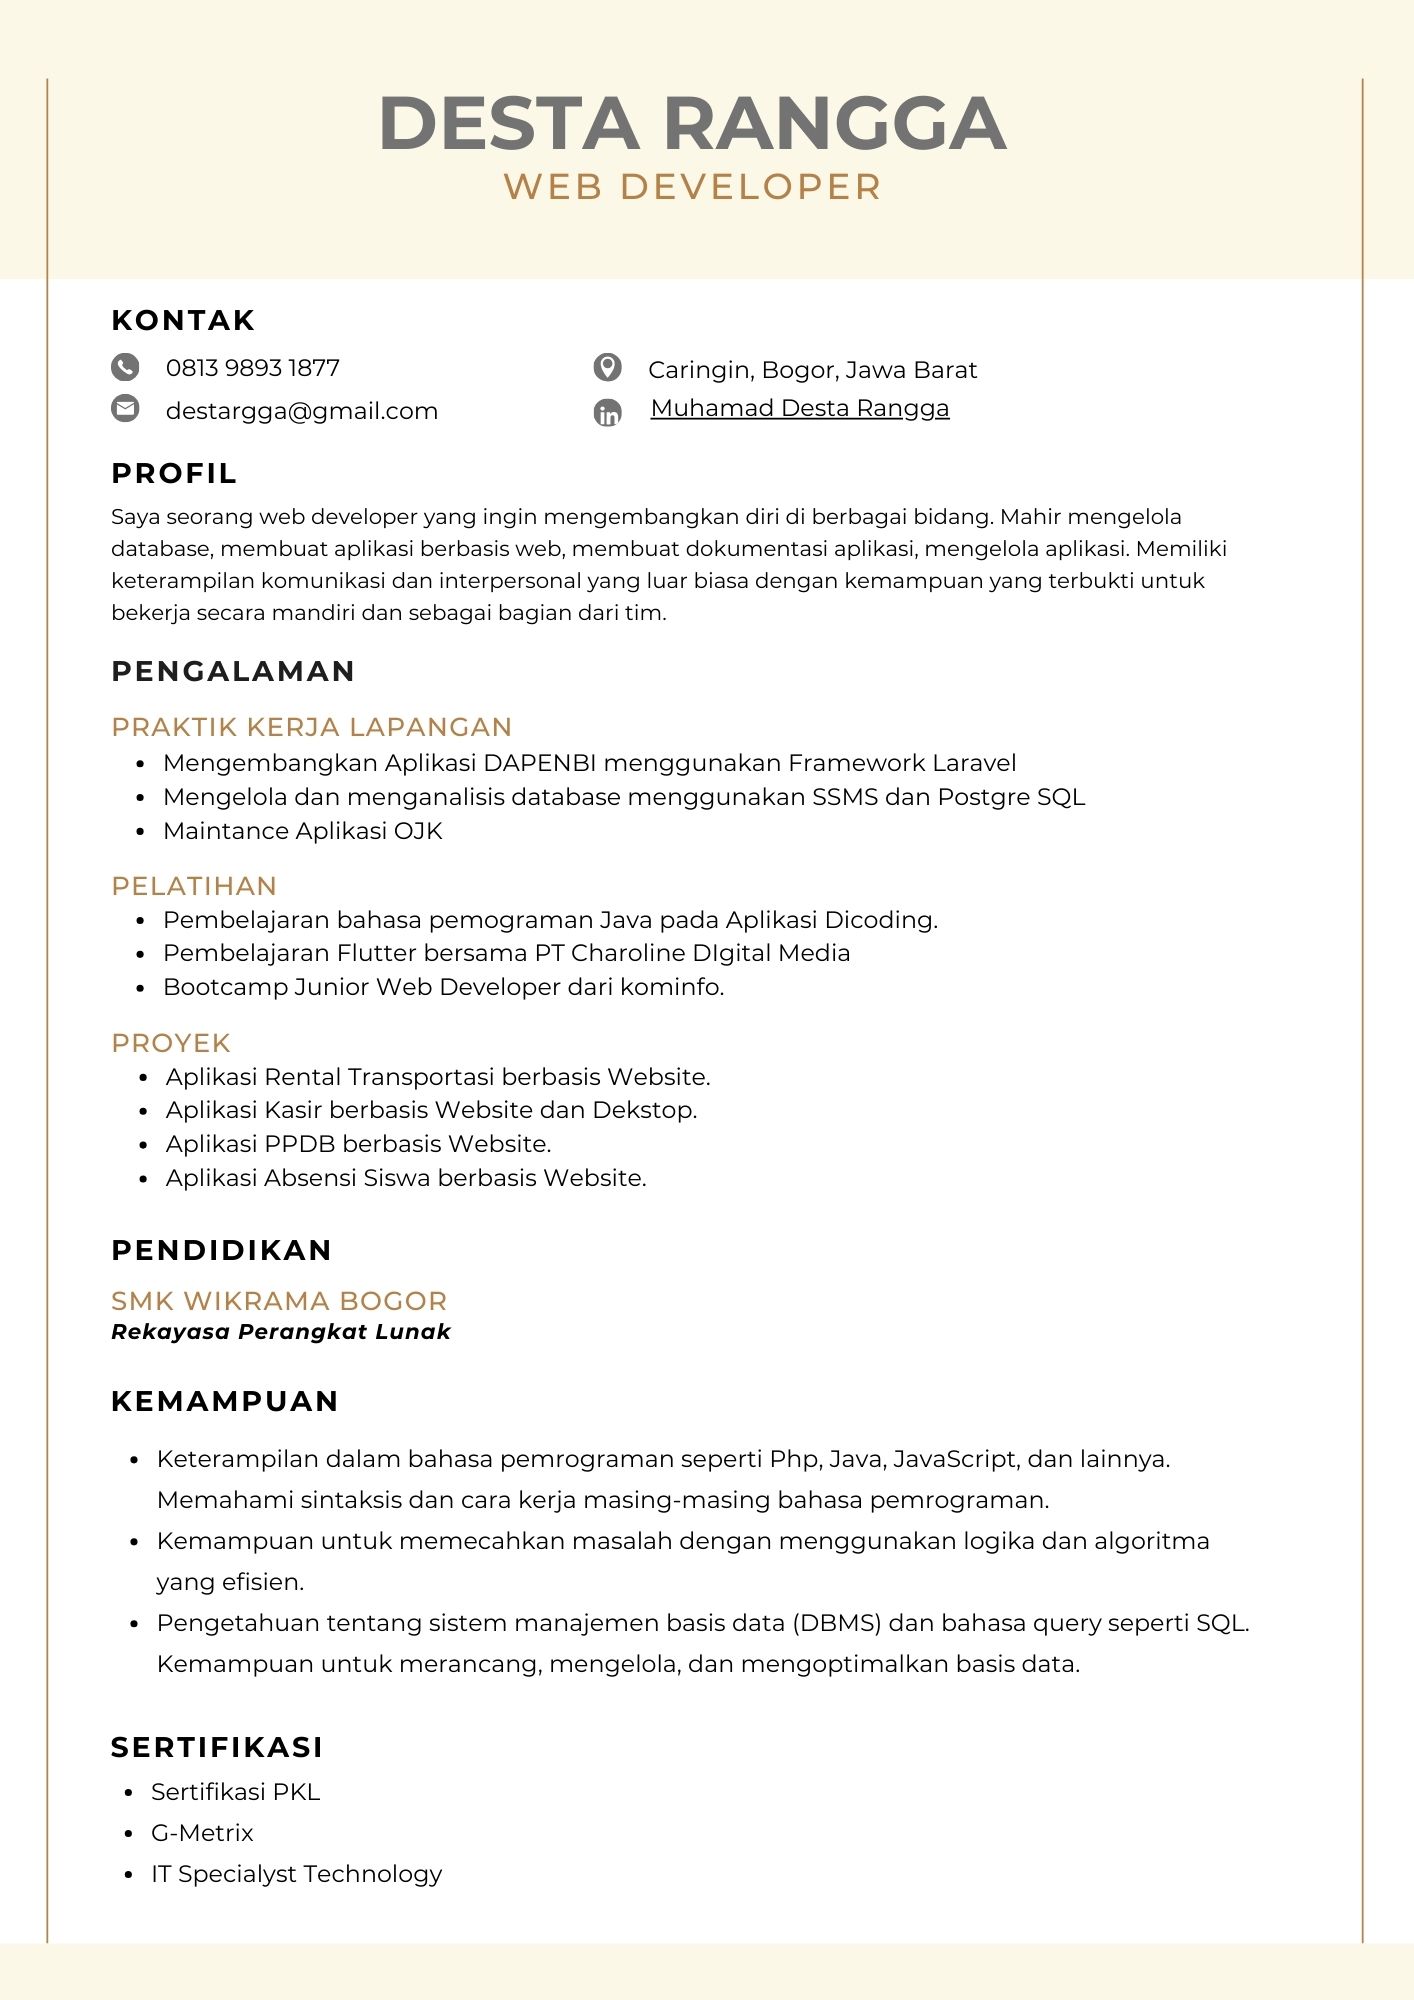 DESTA RANGGA
WEB DEVELOPER
KONTAK
0813 9893 1877
destargga@gmail.com
Caringin, Bogor, Jawa Barat
in Muhamad Desta Rangga
PROFIL
Saya seorang web developer yang ingin mengembangkan diri di berbagai bidang. Mahir mengelola
database, membuat aplikasi berbasis web, membuat dokumentasi aplikasi, mengelola aplikasi. Memiliki
keterampilan komunikasi dan interpersonal yang luar biasa dengan kemampuan yang terbukti untuk
bekerja secara mandiri dan sebagai bagian dari tim.
PENGALAMAN
PRAKTIK KERJA LAPANGAN
• Mengembangkan Aplikasi DAPENBI menggunakan Framework Laravel
• Mengelola dan menganalisis database menggunakan SSMS dan Postgre SQL
• Maintance Aplikasi OJK
PELATIHAN
• Pembelajaran bahasa pemograman Java pada Aplikasi Dicoding.
• Pembelajaran Flutter bersama PT Charoline DIgital Media
• Bootcamp Junior Web Developer dari kominfo.
PROYEK
• Aplikasi Rental Transportasi berbasis Website.
• Aplikasi Kasir berbasis Website dan Dekstop.
• Aplikasi PPDB berbasis Website.
• Aplikasi Absensi Siswa berbasis Website.
PENDIDIKAN
SMK WIKRAMA BOGOR
Rekayasa Perangkat Lunak
KEMAMPUAN
• Keterampilan dalam bahasa pemrograman seperti Php, Java, JavaScript, dan lainnya.
Memahami sintaksis dan cara kerja masing-masing bahasa pemrograman.
• Kemampuan untuk memecahkan masalah dengan menggunakan logika dan algoritma
yang efisien.
• Pengetahuan tentang sistem manajemen basis data (DBMS) dan bahasa query seperti SQL.
Kemampuan untuk merancang, mengelola, dan mengoptimalkan basis data.
SERTIFIKASI
• Sertifikasi PKL
• G-Metrix
• IT Specialyst Technology